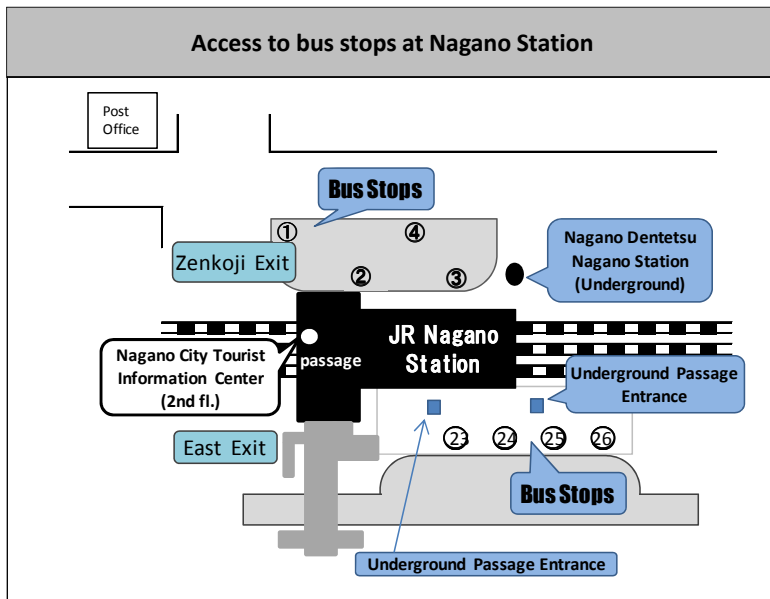 Access to bus stops at Nagano Station
Post
Office
Bus Stops
①
④
Zenkoji Exit
②
③
Nagano Dentetsu
Nagano Station
(Underground)
JR Nagano
Station
passage
Nagano City Tourist
Information Center
(2nd fl.)
Underground Passage
Entrance
East Exit
㉓
㉔
㉕
㉖
Bus Stops
Underground Passage Entrance